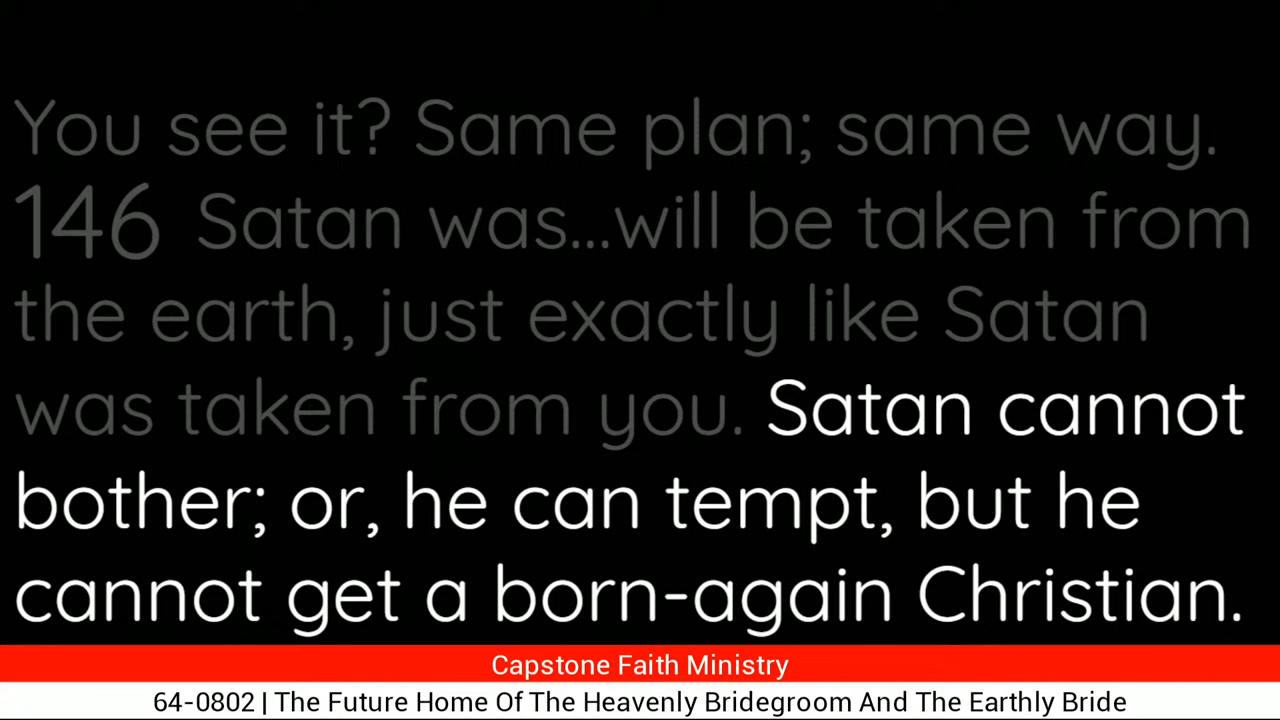 You see it? Same plan; same way.
146 Satan was...will be taken from
the earth, just exactly like Satan
was taken from you. Satan cannot
bother; or, he can tempt, but he
cannot get a born-again Christian.
Capstone Faith Ministry
64-0802 | The Future Home Of The Heavenly Bridegroom And The Earthly Bride